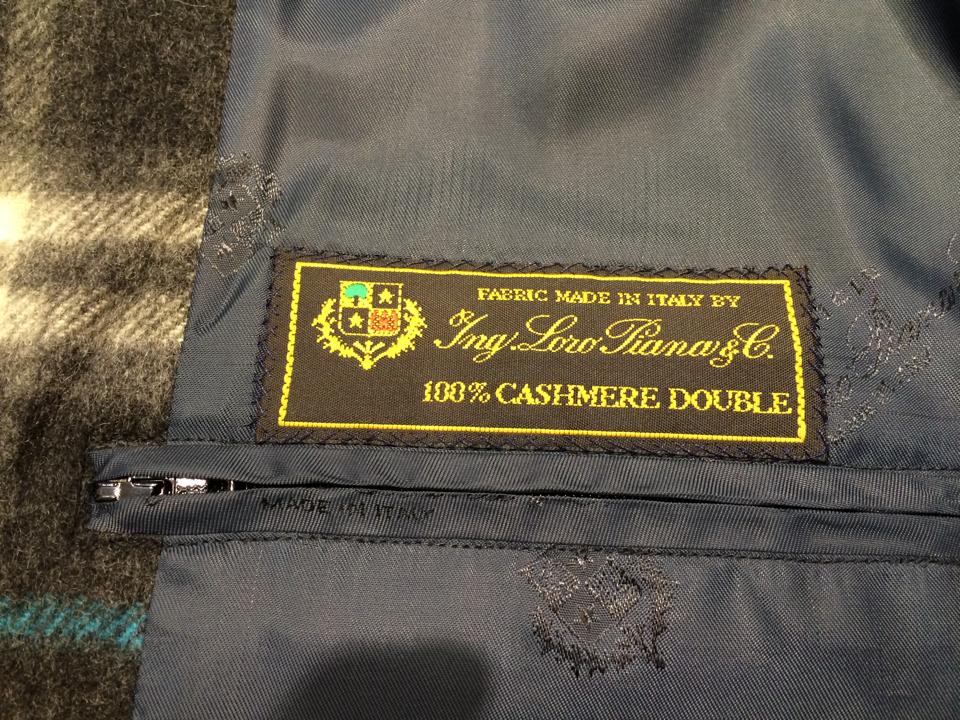 FABRIC MADE IN ITALY BY
Ing. Loro Piana & C.
100% CASHMERE DOUBLE
MADE IN ITALY